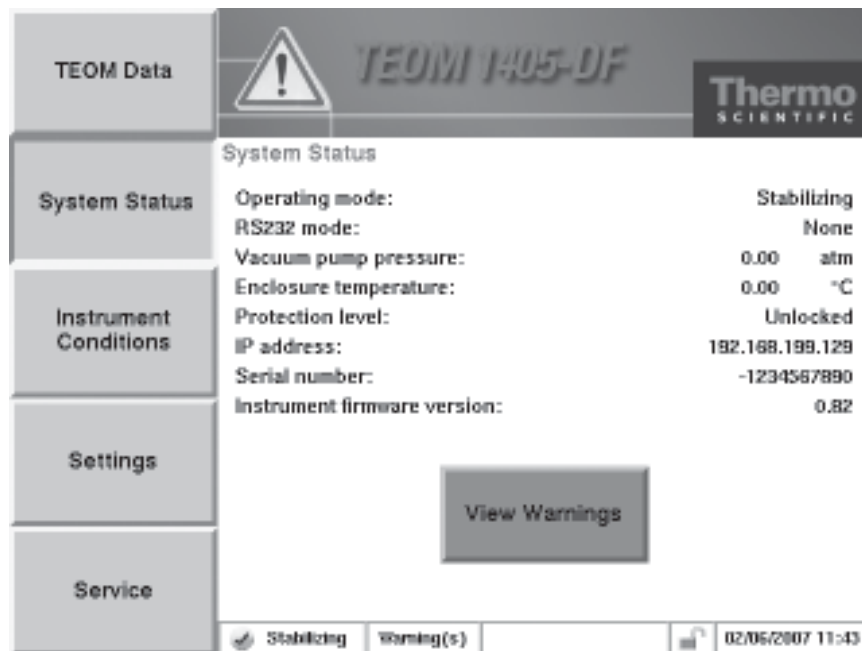 TEOM Data
TEOM 1405-DF
Thermo
SCIENTIFIC
System Status
System Status
Operating mode: Stabilizing
RS232 mode: None
Vacuum pump pressure: 0.00 atm
Enclosure temperature: 0.00 °C
Protection level: Unlocked
IP address: 192.168.199.129
Serial number: -1234567890
Instrument firmware version: 0.82
Instrument
Conditions
Settings
View Warnings
Service
Stabilizing Warning(s) 02/06/2007 11:43